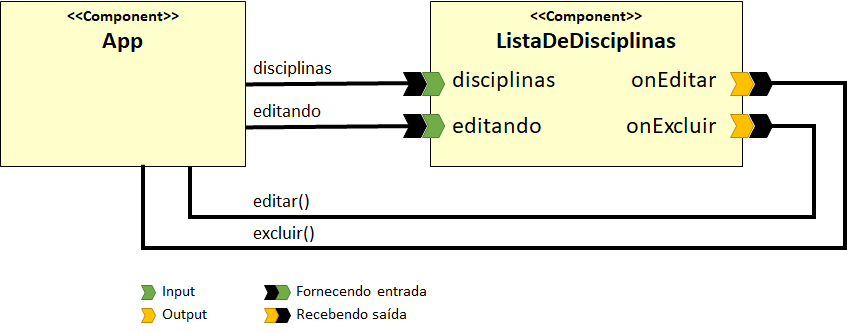 <<Component>>
App
<<Component>>
ListaDeDisciplinas
disciplinas
disciplinas
onEditar
editando
editando
onExcluir
editar()
excluir()
Input
Fornecendo entrada
Output
Recebendo saída